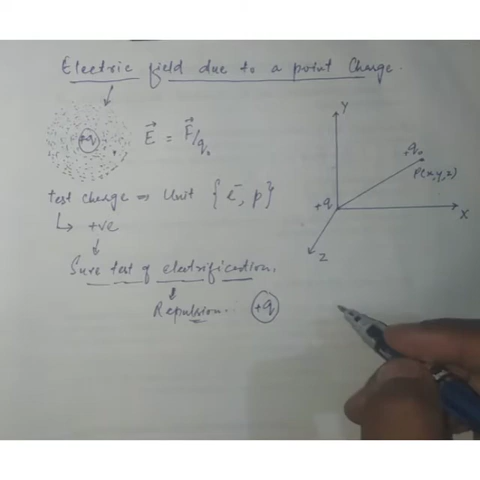 Electric field due to a point Charge.
+q
E⃗ = F⃗/q₀
test charge ⇒ Unit {e⁻, p}
↳ +ve
Sure test of electrification.
Repulsion. +q
Y
+q₀
P(x,y,z)
+q
X
Z